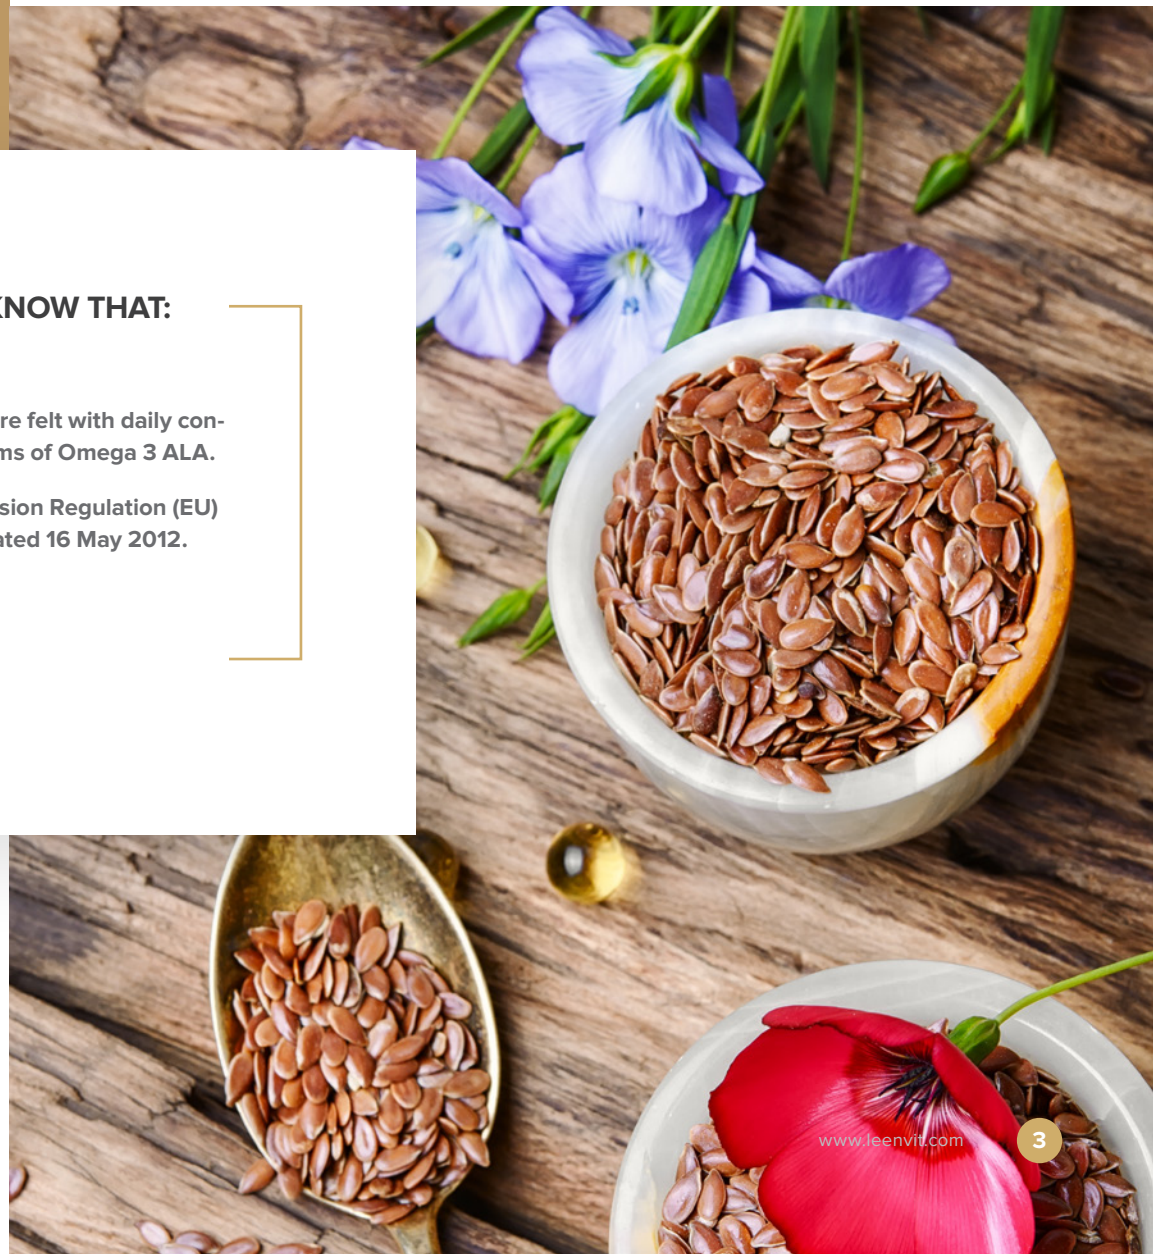 KNOW THAT:
re felt with daily con-
ms of Omega 3 ALA.
sion Regulation (EU)
ated 16 May 2012.
www.leenvit.com
3